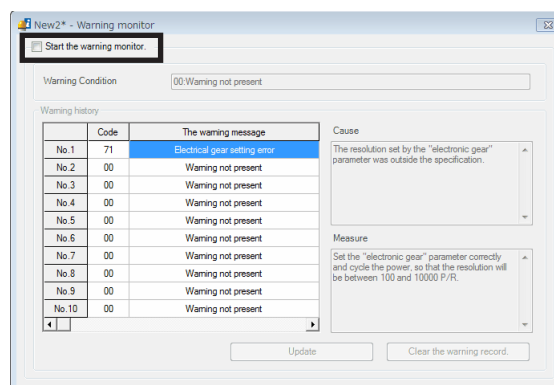 New2* - Warning monitor
Start the warning monitor.
Warning Condition 00:Warning not present
Warning history
Code The warning message
No.1 71 Electrical gear setting error
No.2 00 Warning not present
No.3 00 Warning not present
No.4 00 Warning not present
No.5 00 Warning not present
No.6 00 Warning not present
No.7 00 Warning not present
No.8 00 Warning not present
No.9 00 Warning not present
No.10 00 Warning not present
Cause
The resolution set by the "electronic gear"
parameter was outside the specification.
Measure
Set the "electronic gear" parameter correctly
and cycle the power, so that the resolution will
be between 100 and 10000 P/R.
Update
Clear the warning record.